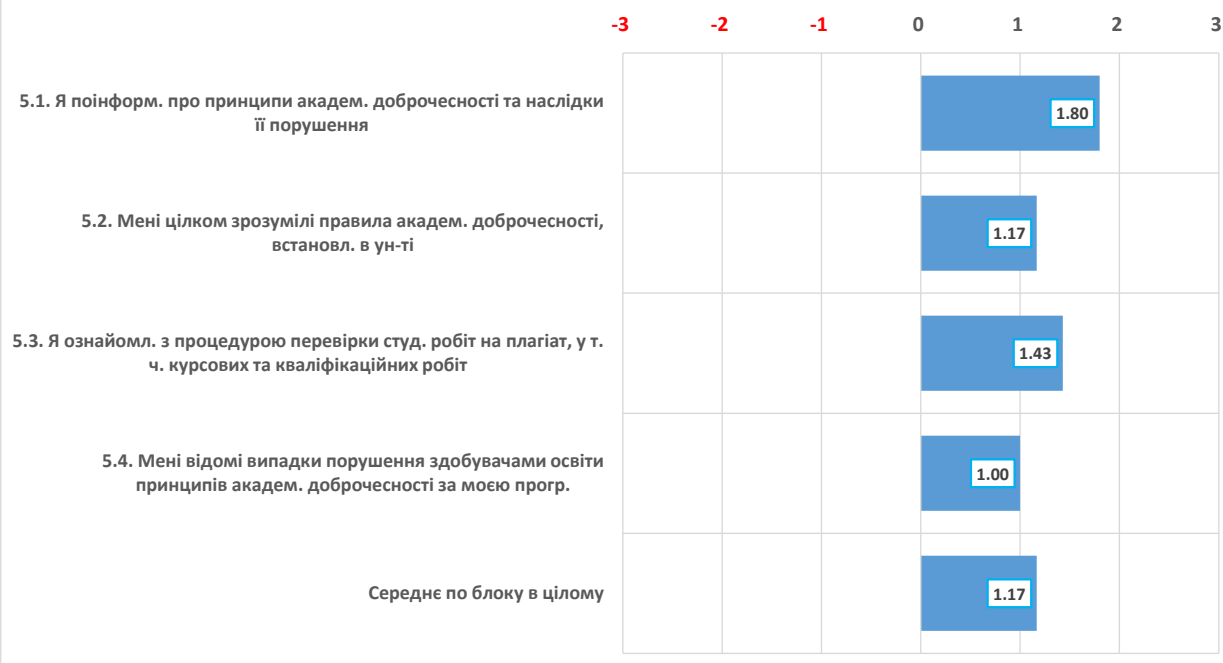 -3 -2 -1 0 1 2 3
5.1. Я поінформ. про принципи академ. доброчесності та наслідки
її порушення
1.80
5.2. Мені цілком зрозумілі правила академ. доброчесності,
встановл. в ун-ті
1.17
5.3. Я ознайомл. з процедурою перевірки студ. робіт на плагіат, у т.
ч. курсових та кваліфікаційних робіт
1.43
5.4. Мені відомі випадки порушення здобувачами освіти
принципів академ. доброчесності за моєю прогр.
1.00
Середнє по блоку в цілому
1.17